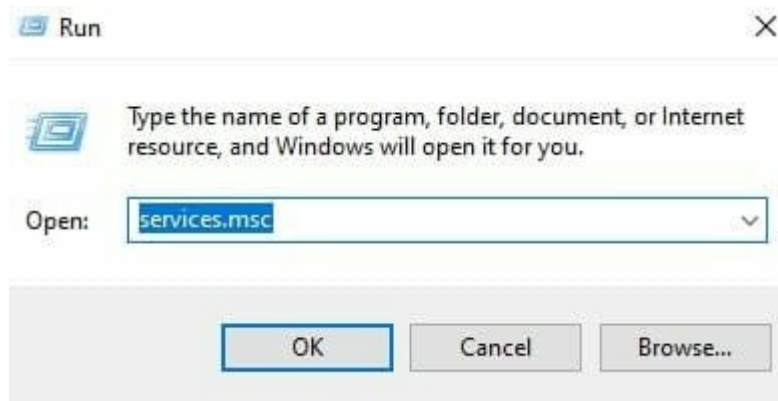 Run
Type the name of a program, folder, document, or Internet
resource, and Windows will open it for you.
Open: services.msc
OK Cancel Browse...